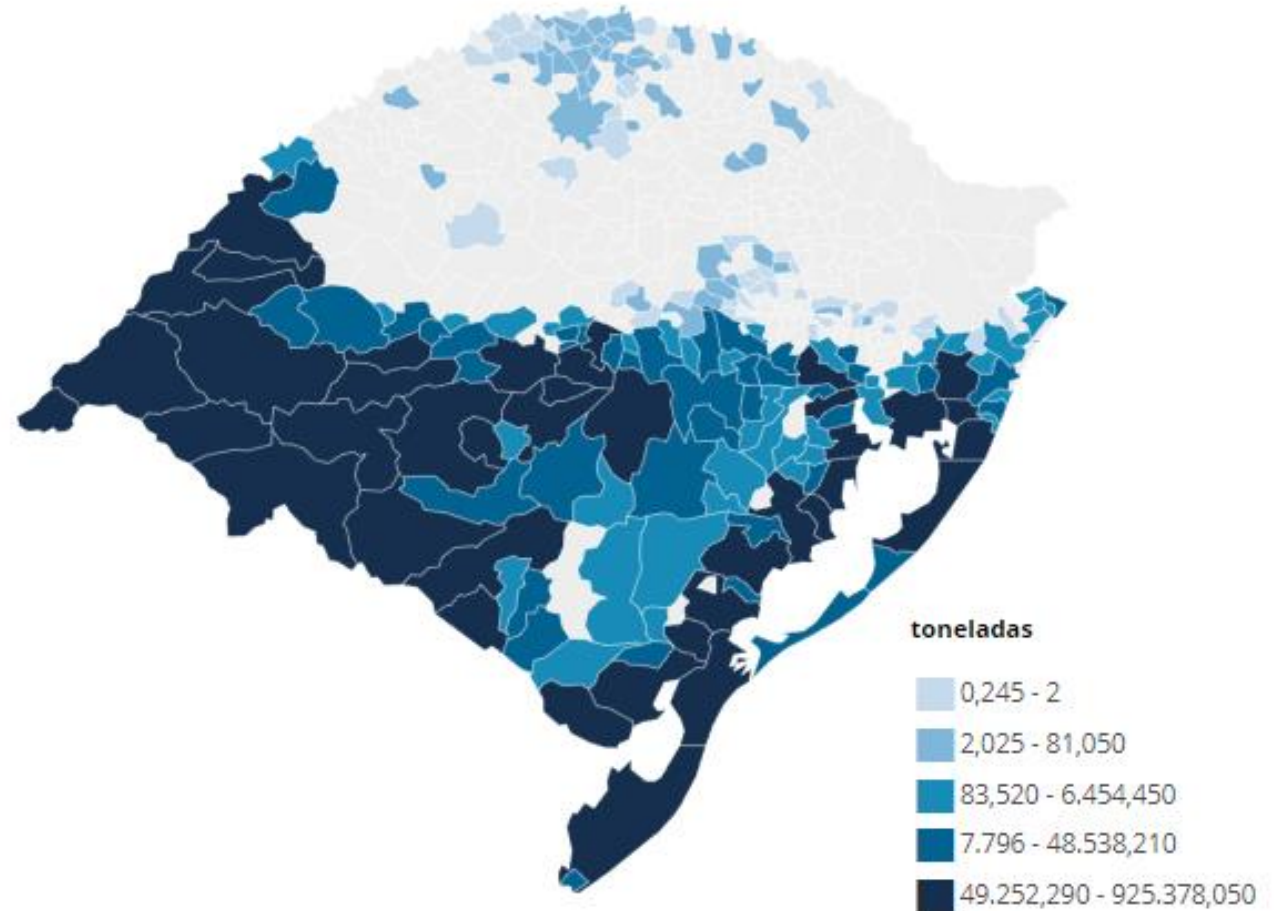 toneladas
0,245 - 2
2,025 - 81,050
83,520 - 6.454,450
7.796 - 48.538,210
49.252,290 - 925.378,050